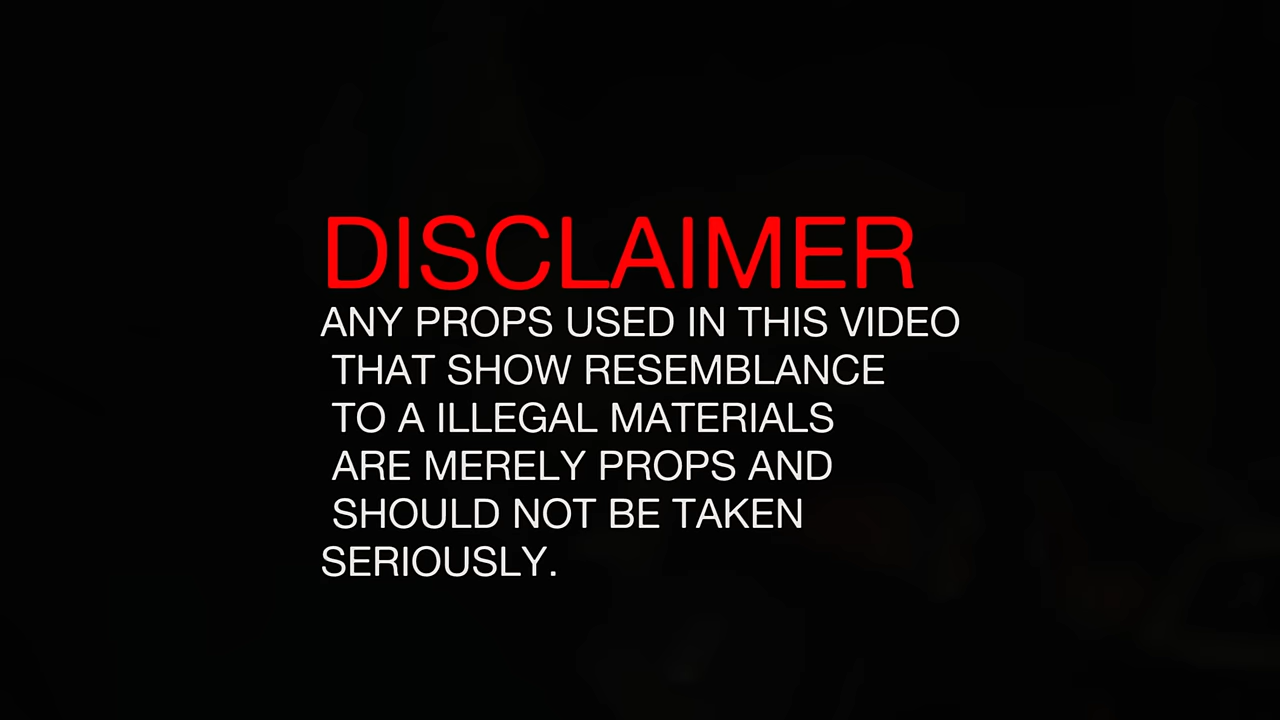 DISCLAIMER
ANY PROPS USED IN THIS VIDEO
THAT SHOW RESEMBLANCE
TO A ILLEGAL MATERIALS
ARE MERELY PROPS AND
SHOULD NOT BE TAKEN
SERIOUSLY.